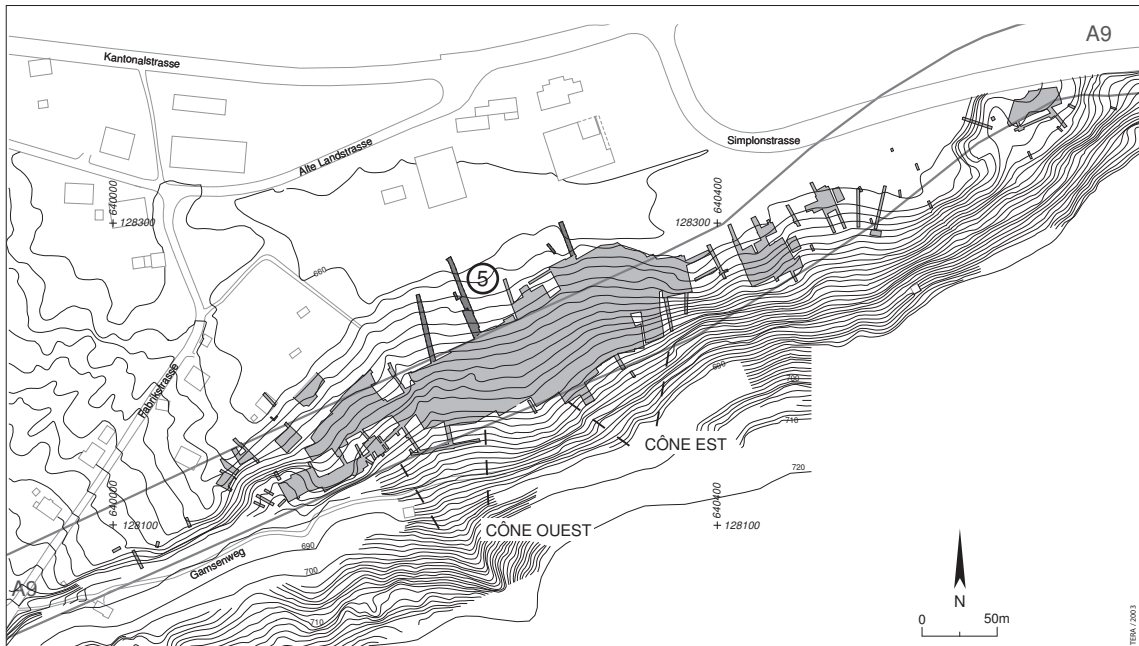 A9
Kantonalstrasse
Alte Landstrasse
Simplonstrasse
640000
128300
640400
128300
660
5
Fabrikstrasse
690
700
710
CÔNE EST
720
640000
128100
640400
128100
CÔNE OUEST
Gamsenweg
690
700
710
A9
N
0 50m
TERA / 2003